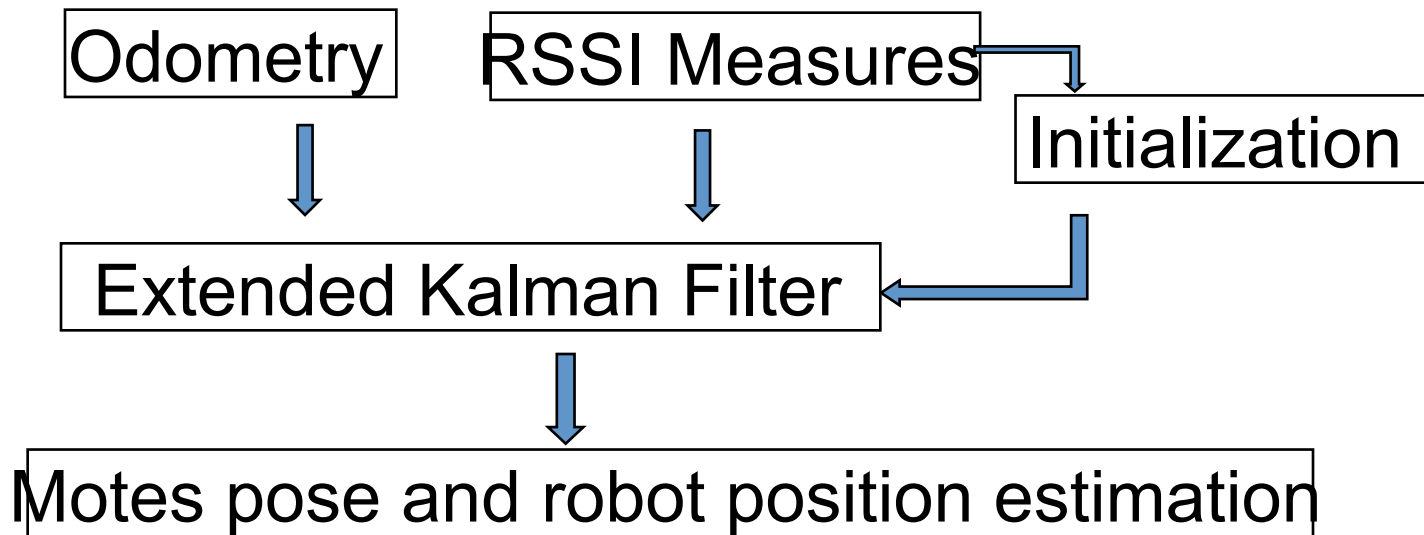 Odometry
RSSI Measures
Initialization
Extended Kalman Filter
Motes pose and robot position estimation